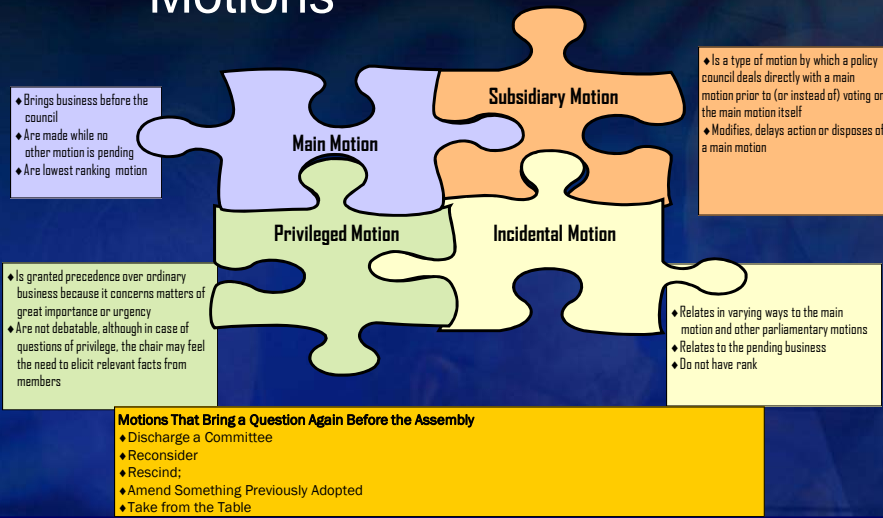 Motions
♦Brings business before the
council
♦Are made while no
other motion is pending
♦Are lowest ranking motion
Main Motion
Subsidiary Motion
♦Is a type of motion by which a policy
council deals directly with a main
motion prior to (or instead of) voting on
the main motion itself
♦Modifies, delays action or disposes of
a main motion
Privileged Motion
Incidental Motion
♦Is granted precedence over ordinary
business because it concerns matters of
great importance or urgency
♦Are not debatable, although in case of
questions of privilege, the chair may feel
the need to elicit relevant facts from
members
♦Relates in varying ways to the main
motion and other parliamentary motions
♦Relates to the pending business
♦Do not have rank
Motions That Bring a Question Again Before the Assembly
♦Discharge a Committee
♦Reconsider
♦Rescind;
♦Amend Something Previously Adopted
♦Take from the Table